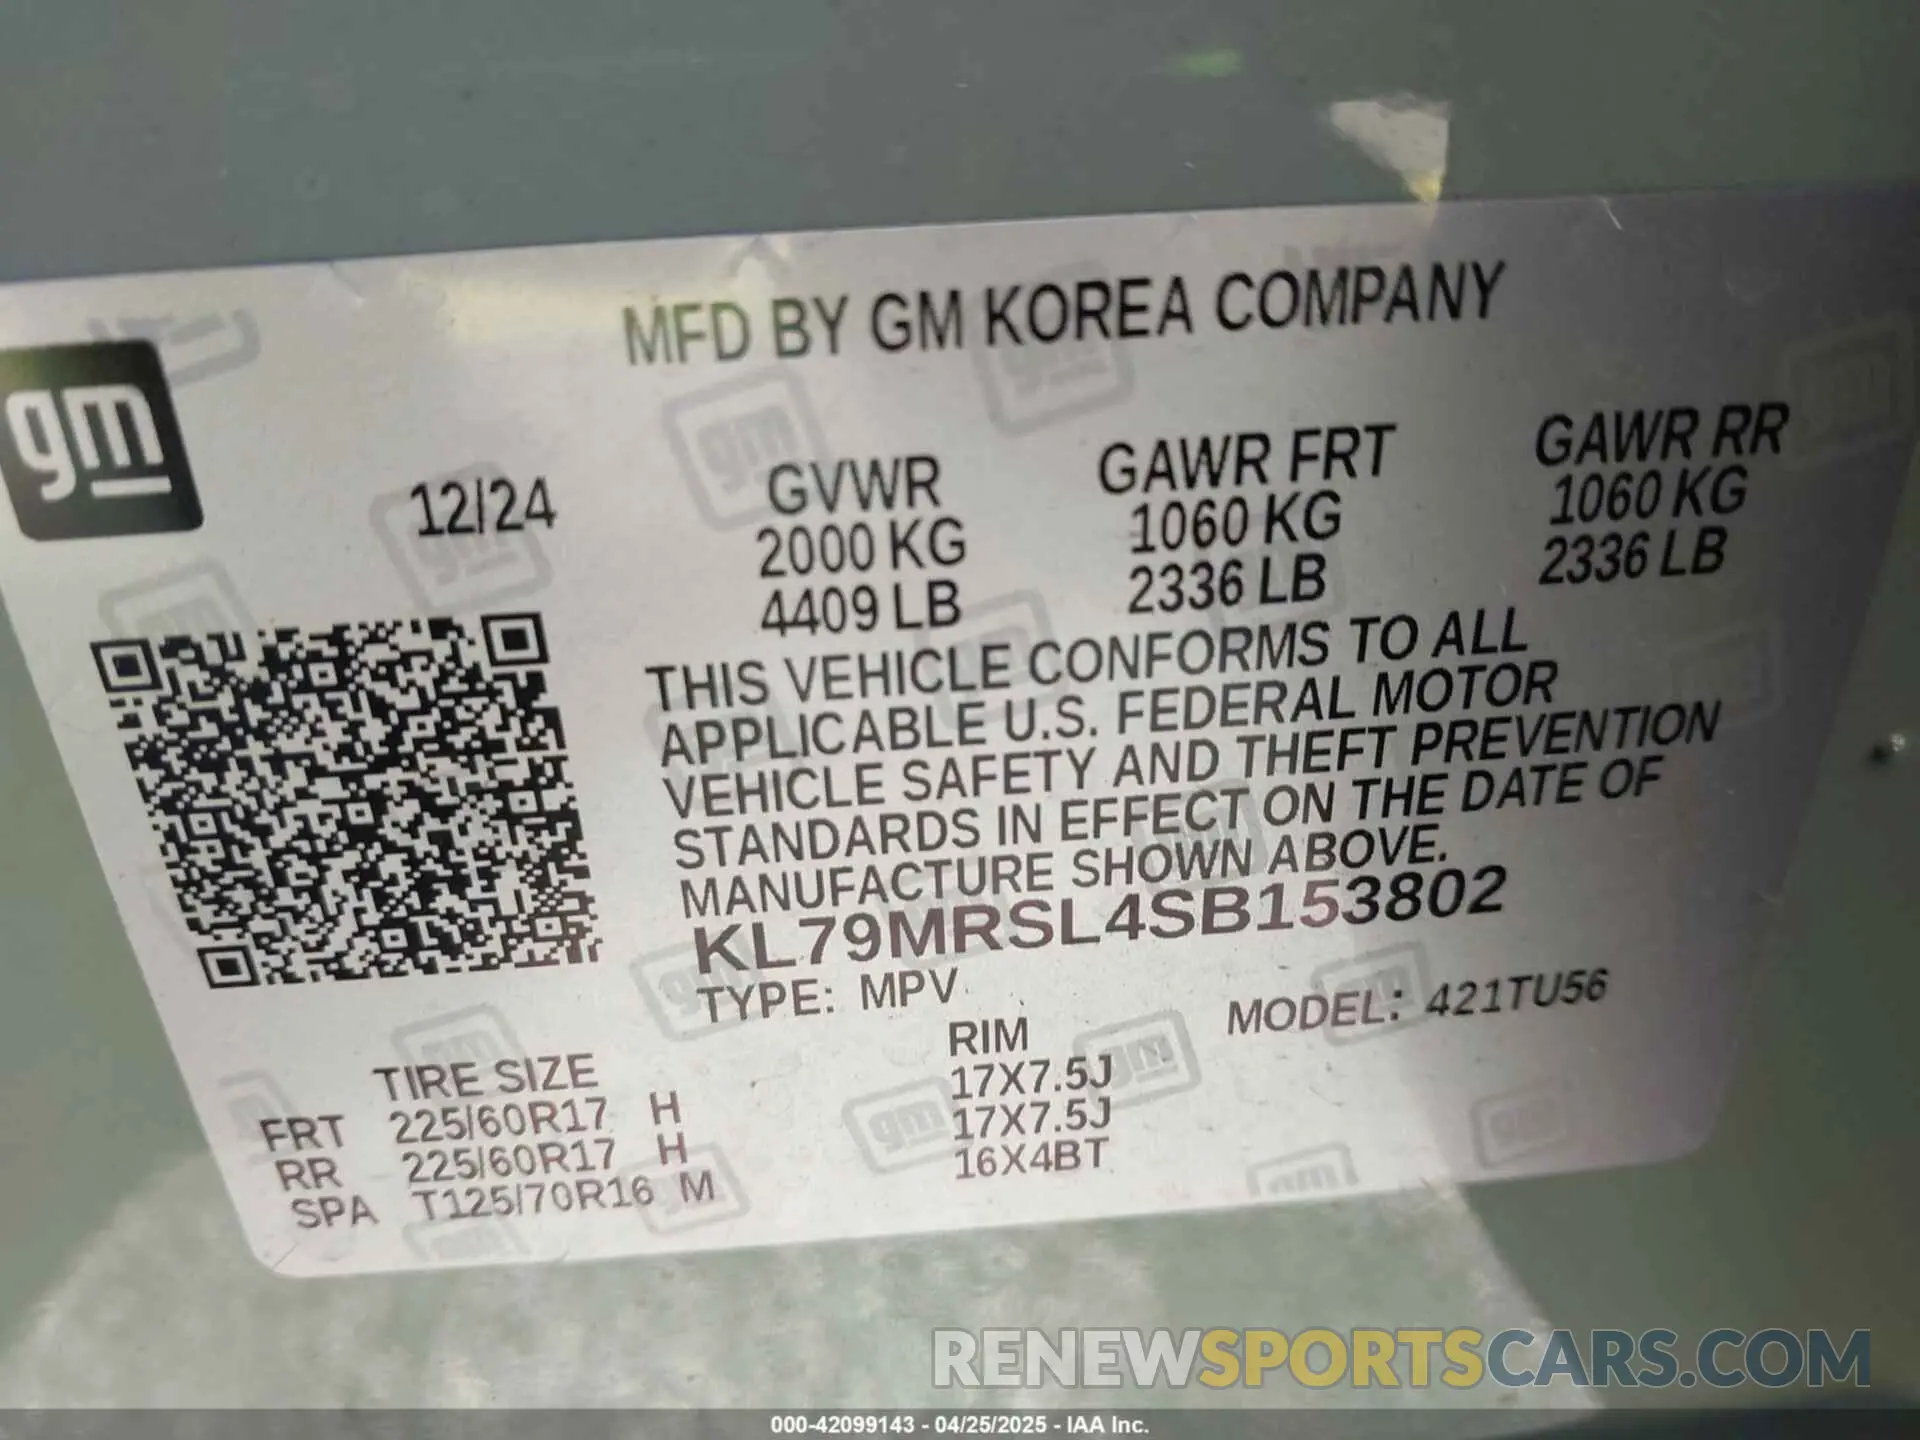 MFD BY GM KOREA COMPANY
gm
12/24
GVWR
2000 KG
4409 LB
GAWR FRT
1060 KG
2336 LB
GAWR RR
1060 KG
2336 LB
THIS VEHICLE CONFORMS TO ALL
APPLICABLE U.S. FEDERAL MOTOR
VEHICLE SAFETY AND THEFT PREVENTION
STANDARDS IN EFFECT ON THE DATE OF
MANUFACTURE SHOWN ABOVE.
KL79MRSL4SB153802
TYPE: MPV
MODEL: 421TU56
TIRE SIZE RIM
FRT 225/60R17 H 17X7.5J
RR 225/60R17 H 17X7.5J
SPA T125/70R16 M 16X4BT
RENEWSPORTSCARS.COM
000-42099143 - 04/25/2025 - IAA Inc.